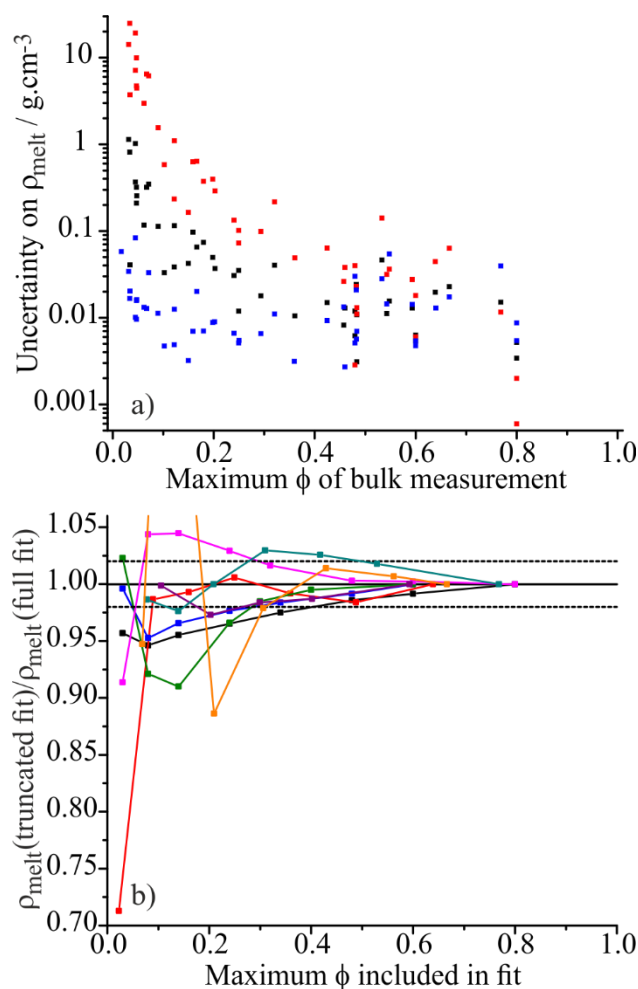 Uncertainty on ρmelt / g.cm-3
10
1
0.1
0.01
0.001
a)
0.0 0.2 0.4 0.6 0.8 1.0
Maximum ϕ of bulk measurement
ρmelt(truncated fit)/ρmelt(full fit)
1.05
1.00
0.95
0.90
0.85
0.80
0.75
0.70
b)
0.0 0.2 0.4 0.6 0.8 1.0
Maximum ϕ included in fit